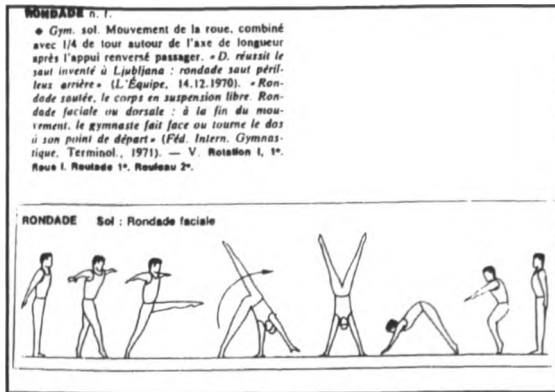 RONDADE n. f.
● Gym. sol. Mouvement de la roue, combiné
avec 1/4 de tour autour de l'axe de longueur
après l'appui renversé passager. « D. réussit le
saut inventé à Ljubljana : rondade saut péril-
leux arrière » (L'Équipe, 14.12.1970). « Ron-
dade sautée, le corps en suspension libre. Ron-
dade faciale ou dorsale : à la fin du mou-
vement, le gymnaste fait face ou tourne le dos
à son point de départ » (Féd. Intern. Gymnas-
tique, Terminol., 1971). — V. Rotation I, 1°.
Roue I. Roulade 1°. Rouleau 2°.
RONDADE Sol : Rondade faciale